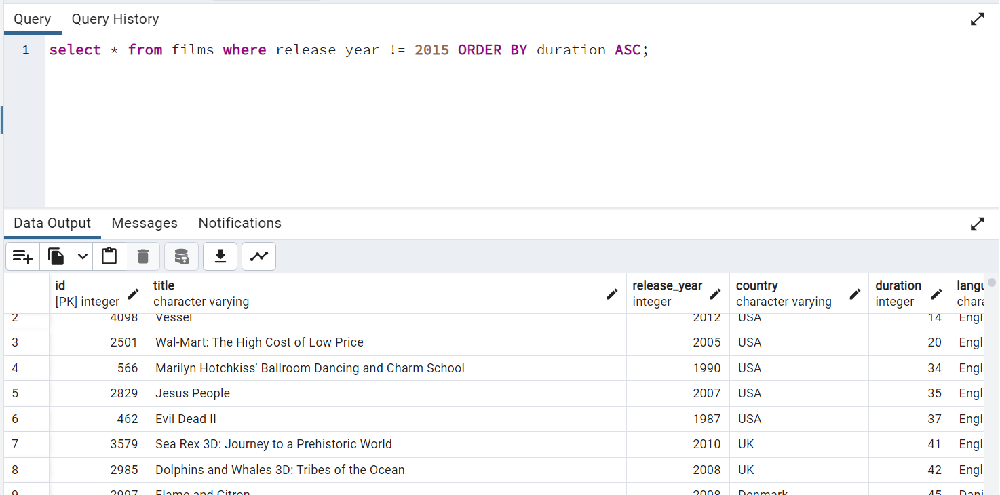 Query Query History
1 select * from films where release_year != 2015 ORDER BY duration ASC;
Data Output Messages Notifications
id title release_year country duration langu
[PK] integer character varying integer character varying integer chara
2 4098 Vessel 2012 USA 14 Engl
3 2501 Wal-Mart: The High Cost of Low Price 2005 USA 20 Engl
4 566 Marilyn Hotchkiss' Ballroom Dancing and Charm School 1990 USA 34 Engl
5 2829 Jesus People 2007 USA 35 Engl
6 462 Evil Dead II 1987 USA 37 Engl
7 3579 Sea Rex 3D: Journey to a Prehistoric World 2010 UK 41 Engl
8 2985 Dolphins and Whales 3D: Tribes of the Ocean 2008 UK 42 Engl
9 2997 Flame and Citron 2008 Denmark 45 Dani